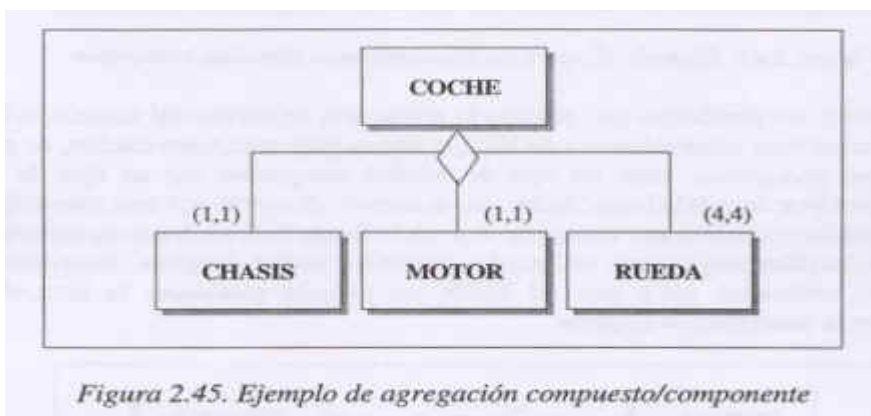 COCHE
(1,1) (1,1) (4,4)
CHASIS MOTOR RUEDA
Figura 2.45. Ejemplo de agregación compuesto/componente